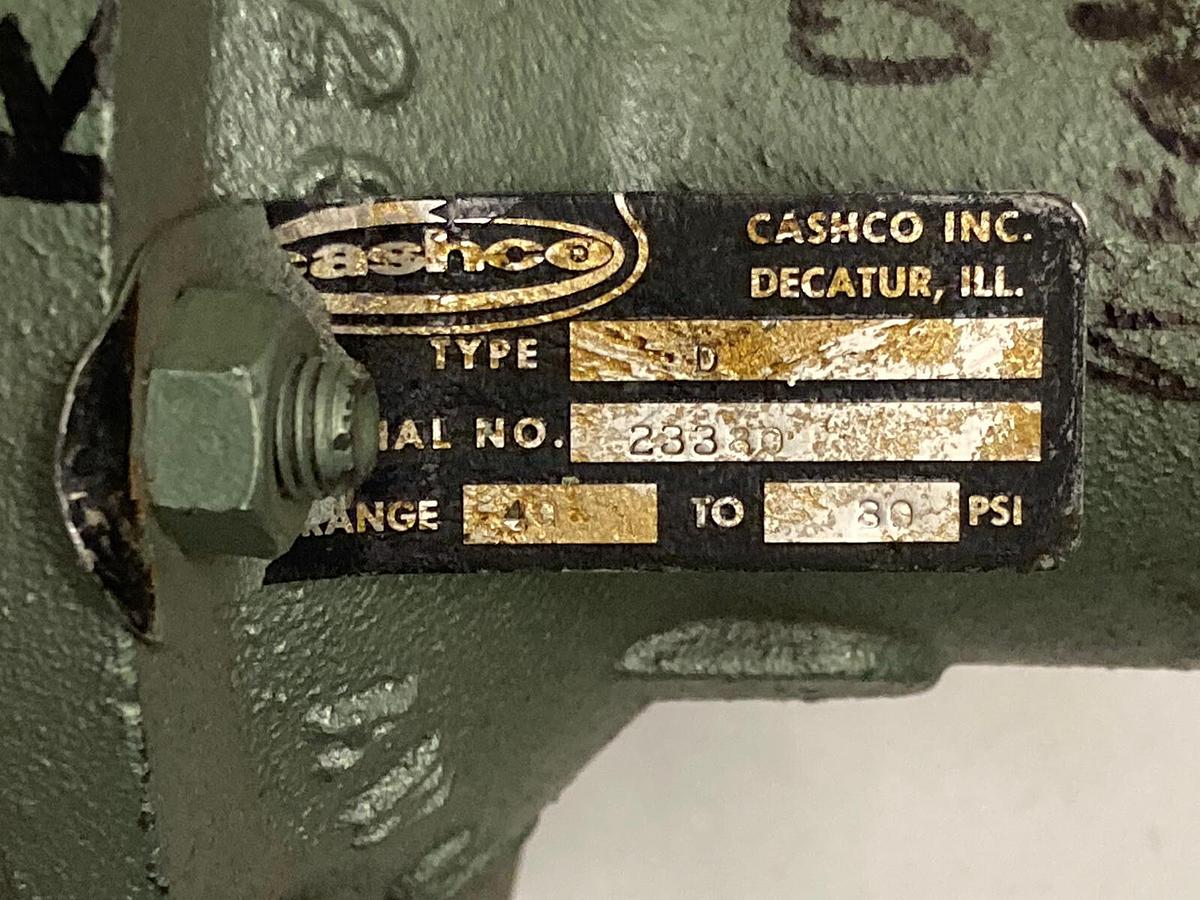 K
cashco
CASHCO INC.
DECATUR, ILL.
TYPE D
IAL NO.
RANGE TO 80 PSI